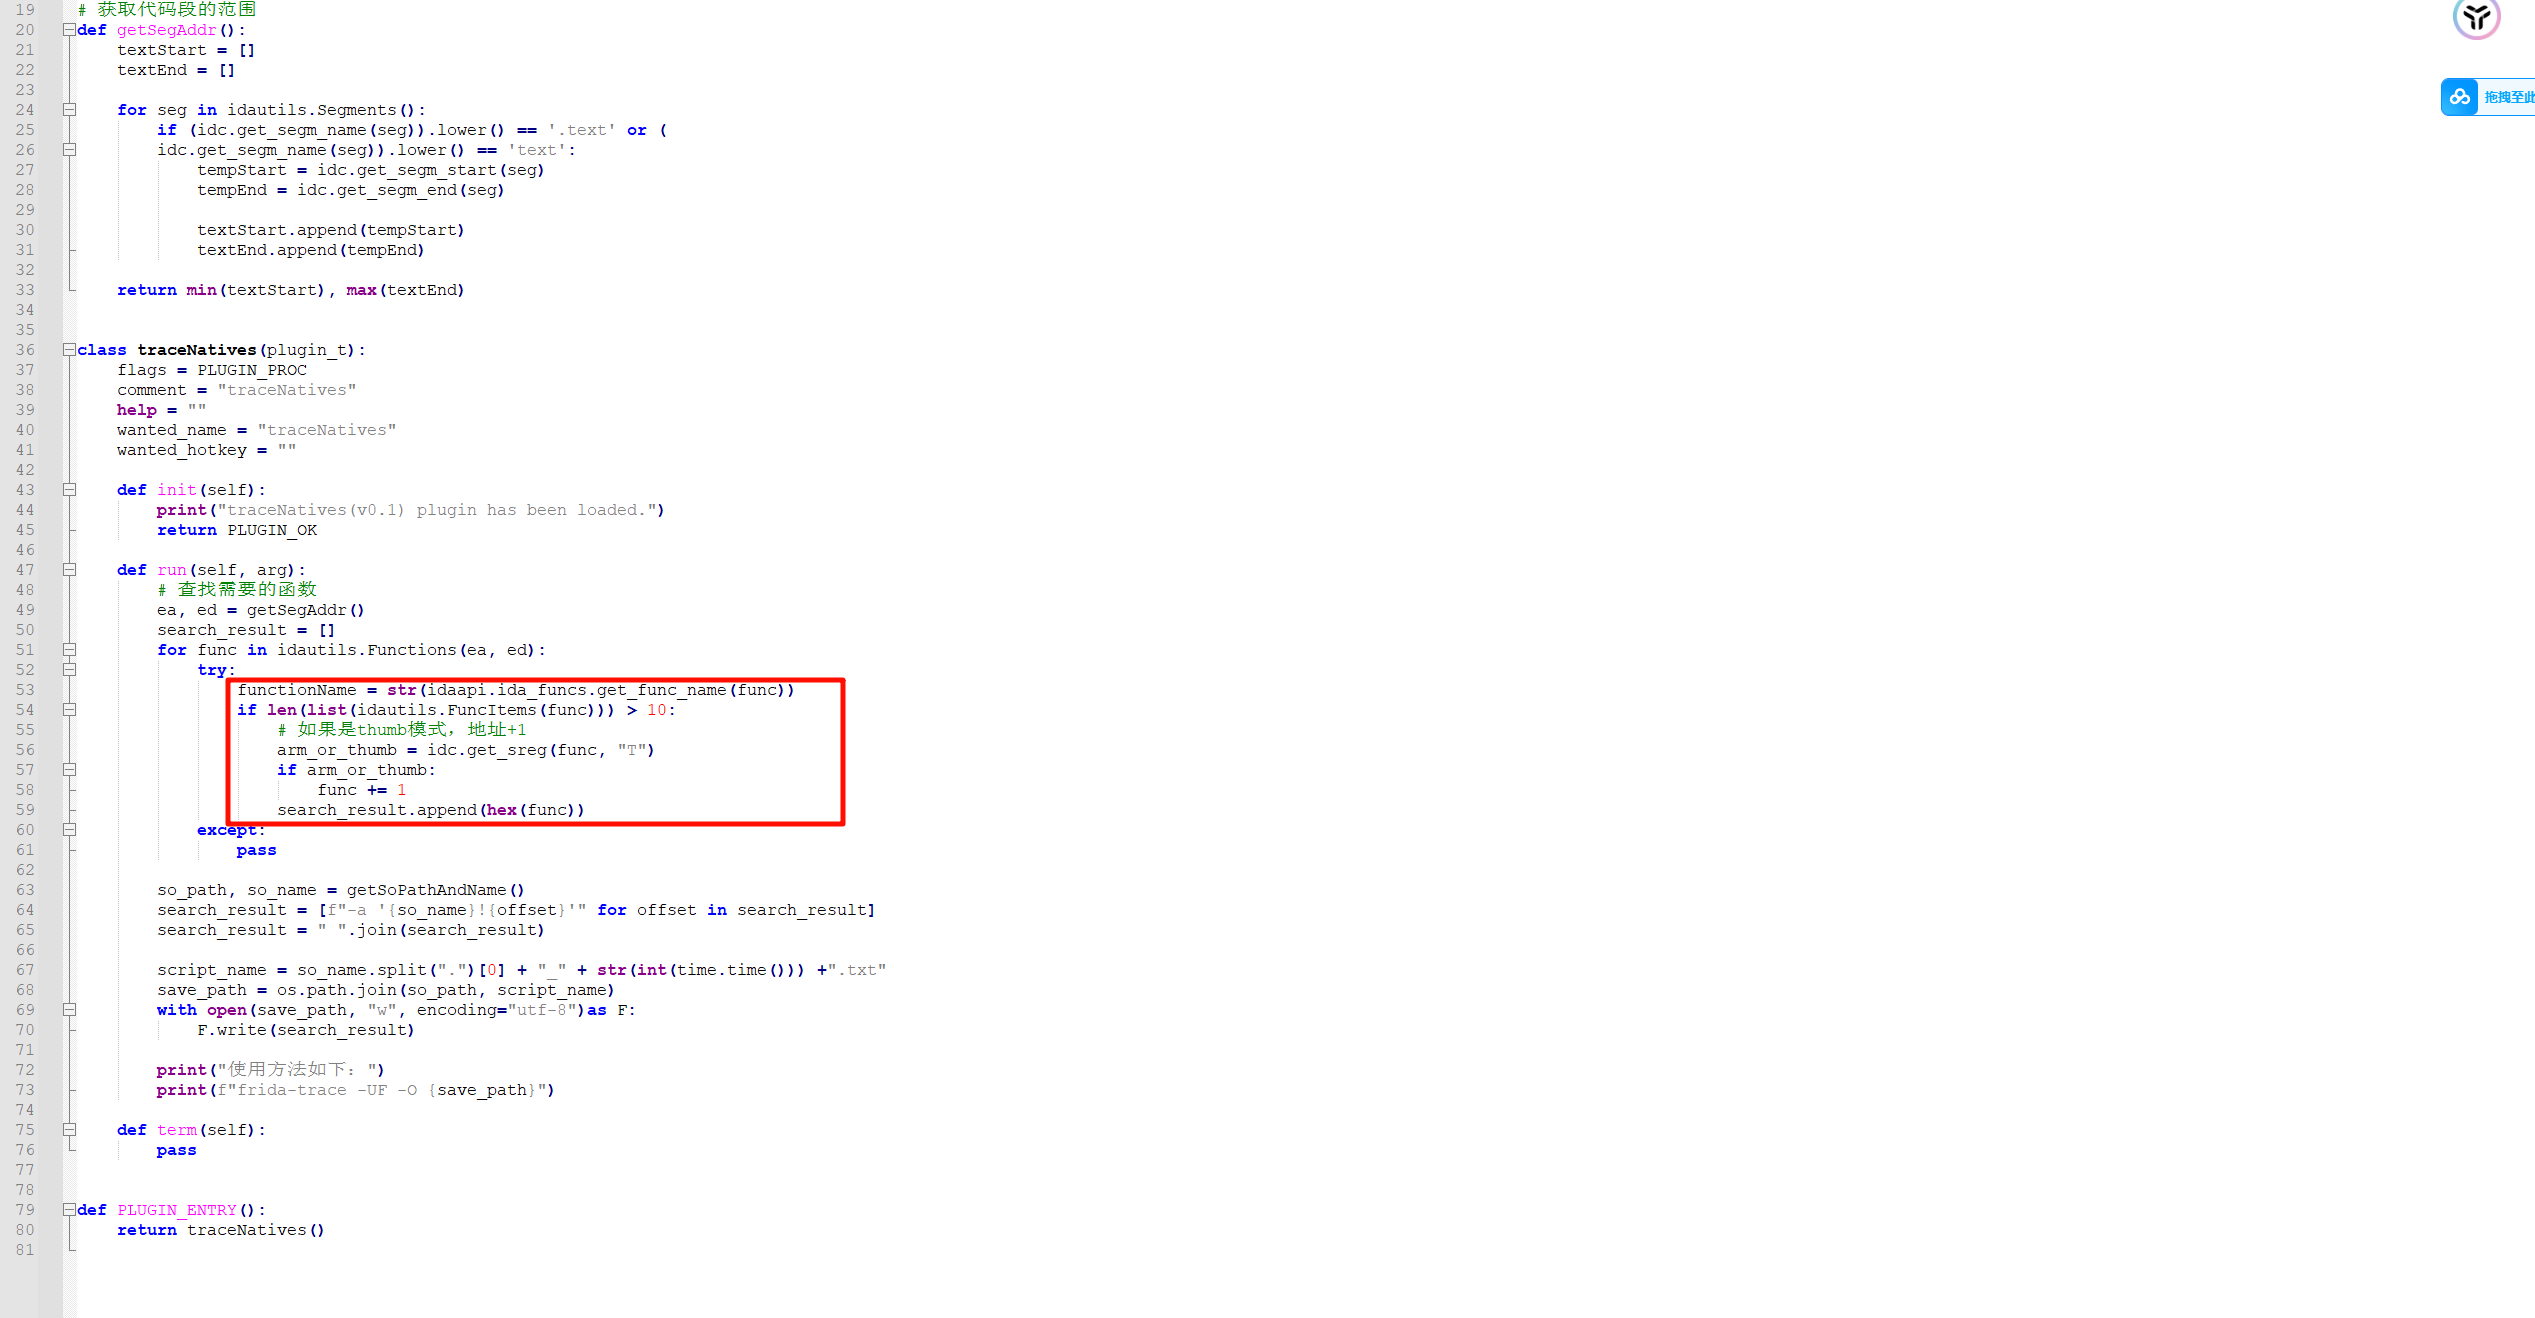 19 # 获取代码段的范围
20 def getSegAddr():
21     textStart = []
22     textEnd = []
23
24     for seg in idautils.Segments():
25         if (idc.get_segm_name(seg)).lower() == '.text' or (
26         idc.get_segm_name(seg)).lower() == 'text':
27             tempStart = idc.get_segm_start(seg)
28             tempEnd = idc.get_segm_end(seg)
29
30             textStart.append(tempStart)
31             textEnd.append(tempEnd)
32
33     return min(textStart), max(textEnd)
34
35
36 class traceNatives(plugin_t):
37     flags = PLUGIN_PROC
38     comment = "traceNatives"
39     help = ""
40     wanted_name = "traceNatives"
41     wanted_hotkey = ""
42
43     def init(self):
44         print("traceNatives(v0.1) plugin has been loaded.")
45         return PLUGIN_OK
46
47     def run(self, arg):
48         # 查找需要的函数
49         ea, ed = getSegAddr()
50         search_result = []
51         for func in idautils.Functions(ea, ed):
52             try:
53                 functionName = str(idaapi.ida_funcs.get_func_name(func))
54                 if len(list(idautils.FuncItems(func))) > 10:
55                     # 如果是thumb模式，地址+1
56                     arm_or_thumb = idc.get_sreg(func, "T")
57                     if arm_or_thumb:
58                         func += 1
59                     search_result.append(hex(func))
60             except:
61                 pass
62
63         so_path, so_name = getSoPathAndName()
64         search_result = [f"-a '{so_name}!{offset}'" for offset in search_result]
65         search_result = " ".join(search_result)
66
67         script_name = so_name.split(".")[0] + "_" + str(int(time.time())) +".txt"
68         save_path = os.path.join(so_path, script_name)
69         with open(save_path, "w", encoding="utf-8")as F:
70             F.write(search_result)
71
72         print("使用方法如下：")
73         print(f"frida-trace -UF -O {save_path}")
74
75     def term(self):
76         pass
77
78
79 def PLUGIN_ENTRY():
80     return traceNatives()
81
拖拽至此